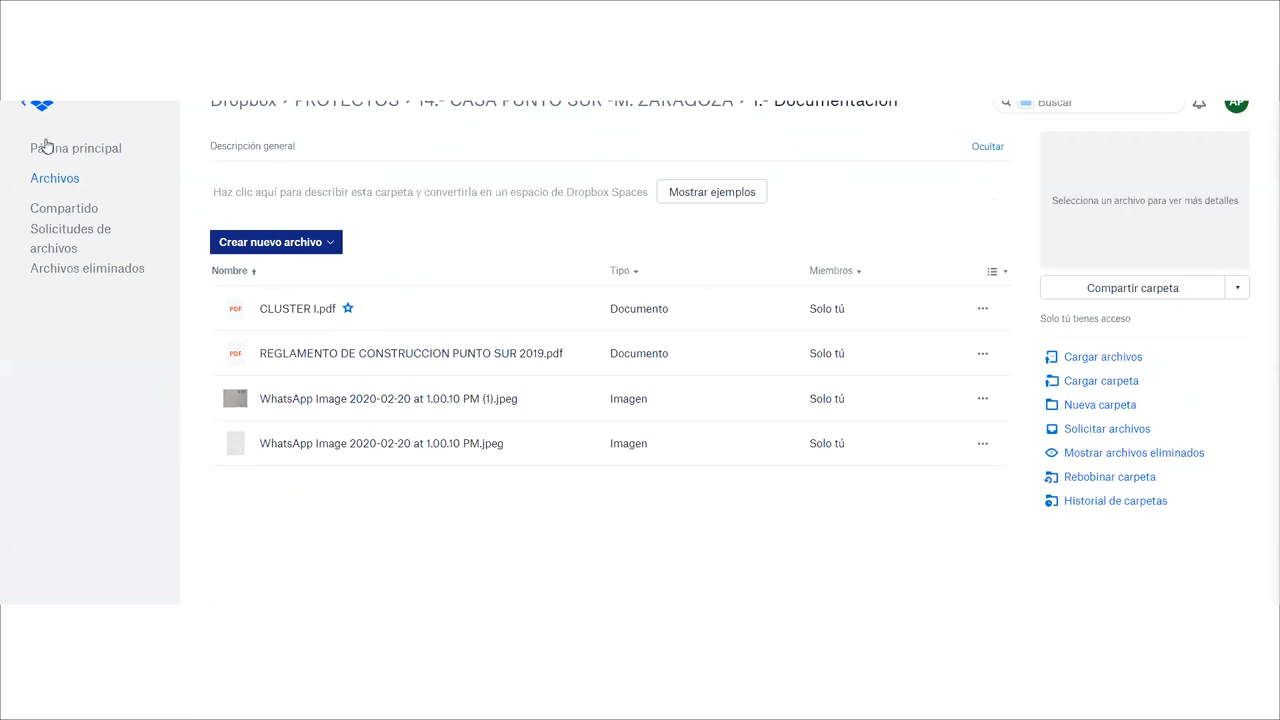 Dropbox > PROYECTOS > 14.- CASA PUNTO SUR -M. ZARAGOZA > 1.- Documentación
Buscar
AP
Página principal
Archivos
Compartido
Solicitudes de
archivos
Archivos eliminados
Descripción general
Ocultar
Haz clic aquí para describir esta carpeta y convertirla en un espacio de Dropbox Spaces
Mostrar ejemplos
Crear nuevo archivo
Nombre
Tipo
Miembros
PDF CLUSTER I.pdf Documento Solo tú
PDF REGLAMENTO DE CONSTRUCCION PUNTO SUR 2019.pdf Documento Solo tú
WhatsApp Image 2020-02-20 at 1.00.10 PM (1).jpeg Imagen Solo tú
WhatsApp Image 2020-02-20 at 1.00.10 PM.jpeg Imagen Solo tú
Selecciona un archivo para ver más detalles
Compartir carpeta
Solo tú tienes acceso
Cargar archivos
Cargar carpeta
Nueva carpeta
Solicitar archivos
Mostrar archivos eliminados
Rebobinar carpeta
Historial de carpetas